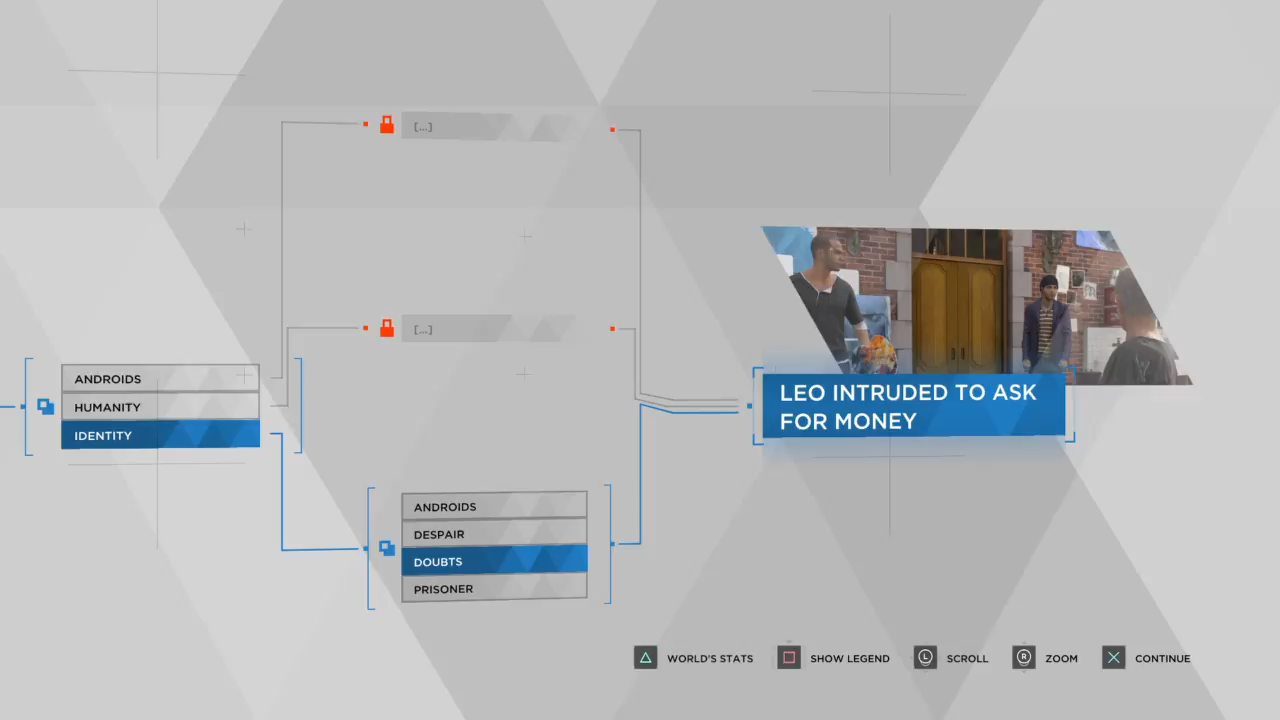 [...]
[...]
ANDROIDS
HUMANITY
IDENTITY
LEO INTRUDED TO ASK
FOR MONEY
ANDROIDS
DESPAIR
DOUBTS
PRISONER
WORLD'S STATS
SHOW LEGEND
L
SCROLL
R
ZOOM
CONTINUE